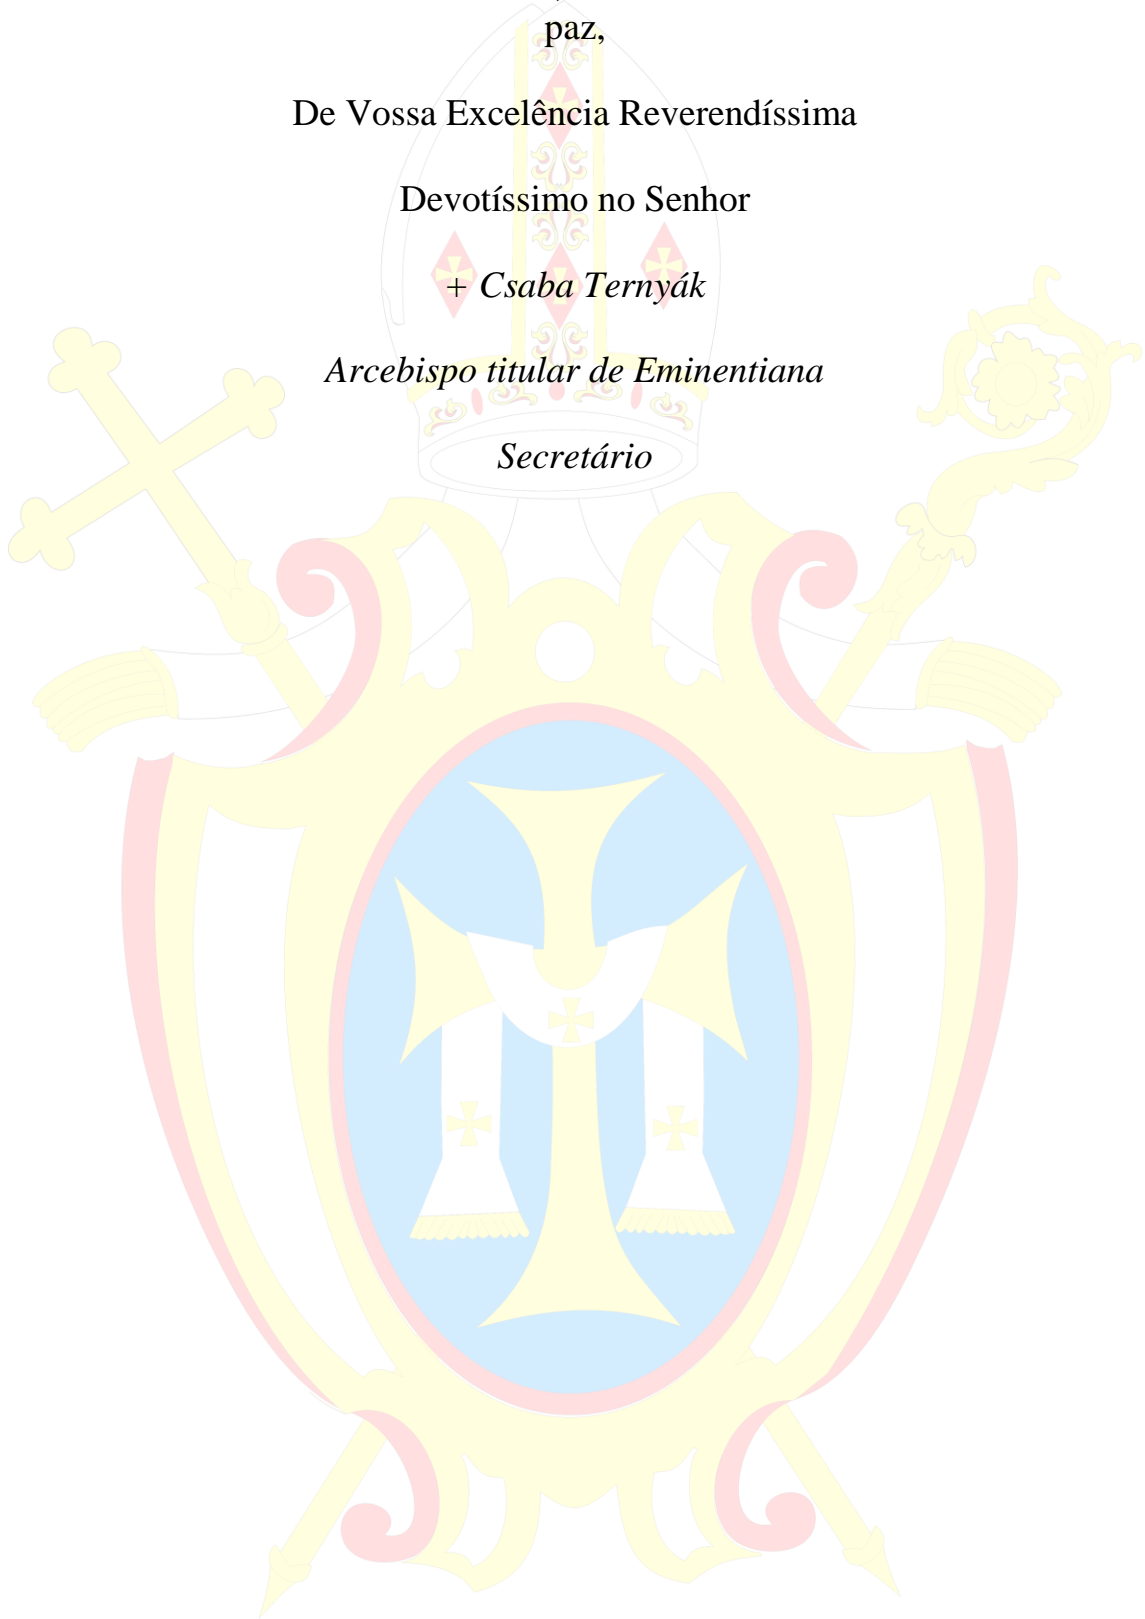 paz,
De Vossa Excelência Reverendíssima
Devotíssimo no Senhor
+ Csaba Ternyák
Arcebispo titular de Eminentiana
Secretário